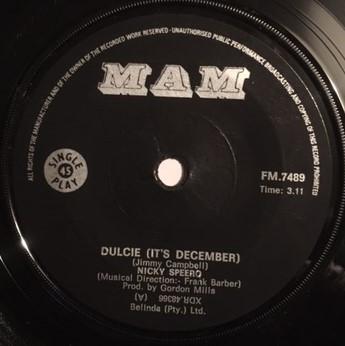 ALL RIGHTS OF THE MANUFACTURER AND OF THE OWNER OF THE RECORDED WORK RESERVED - UNAUTHORISED PUBLIC PERFORMANCE BROADCASTING AND COPYING OF THIS RECORD PROHIBITED
MAM
SINGLE
45
PLAY
FM.7489
Time: 3.11
DULCIE (IT'S DECEMBER)
(Jimmy Campbell)
NICKY SPEERO
(Musical Direction:- Frank Barber)
Prod. by Gordon Mills
XDR.48366 (A)
Belinda (Pty.) Ltd.